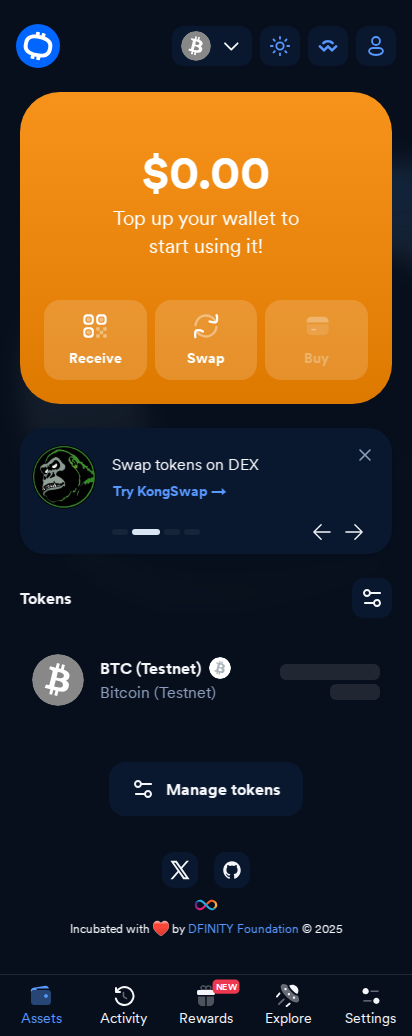 $0.00
Top up your wallet to
start using it!
Receive
Swap
Buy
Swap tokens on DEX
Try KongSwap →
Tokens
BTC (Testnet)
Bitcoin (Testnet)
Manage tokens
Incubated with ❤️ by DFINITY Foundation © 2025
NEW
Assets
Activity
Rewards
Explore
Settings